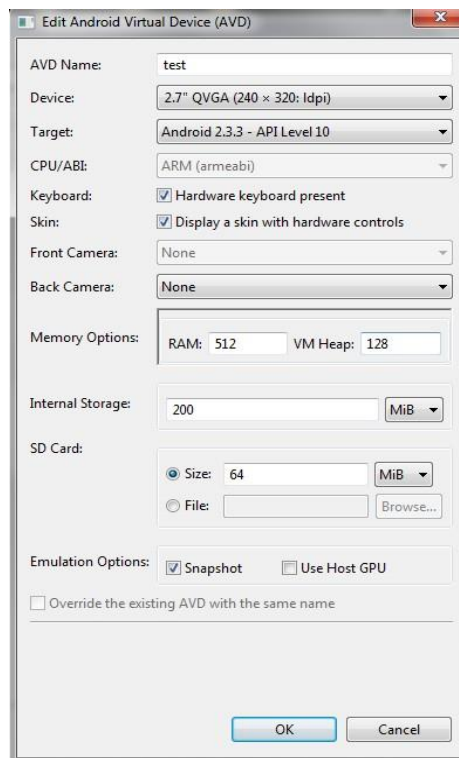 Edit Android Virtual Device (AVD)
AVD Name: test
Device: 2.7" QVGA (240 × 320: ldpi)
Target: Android 2.3.3 - API Level 10
CPU/ABI: ARM (armeabi)
Keyboard: Hardware keyboard present
Skin: Display a skin with hardware controls
Front Camera: None
Back Camera: None
Memory Options: RAM: 512 VM Heap: 128
Internal Storage: 200 MiB
SD Card:
Size: 64 MiB
File: Browse...
Emulation Options: Snapshot Use Host GPU
Override the existing AVD with the same name
OK Cancel